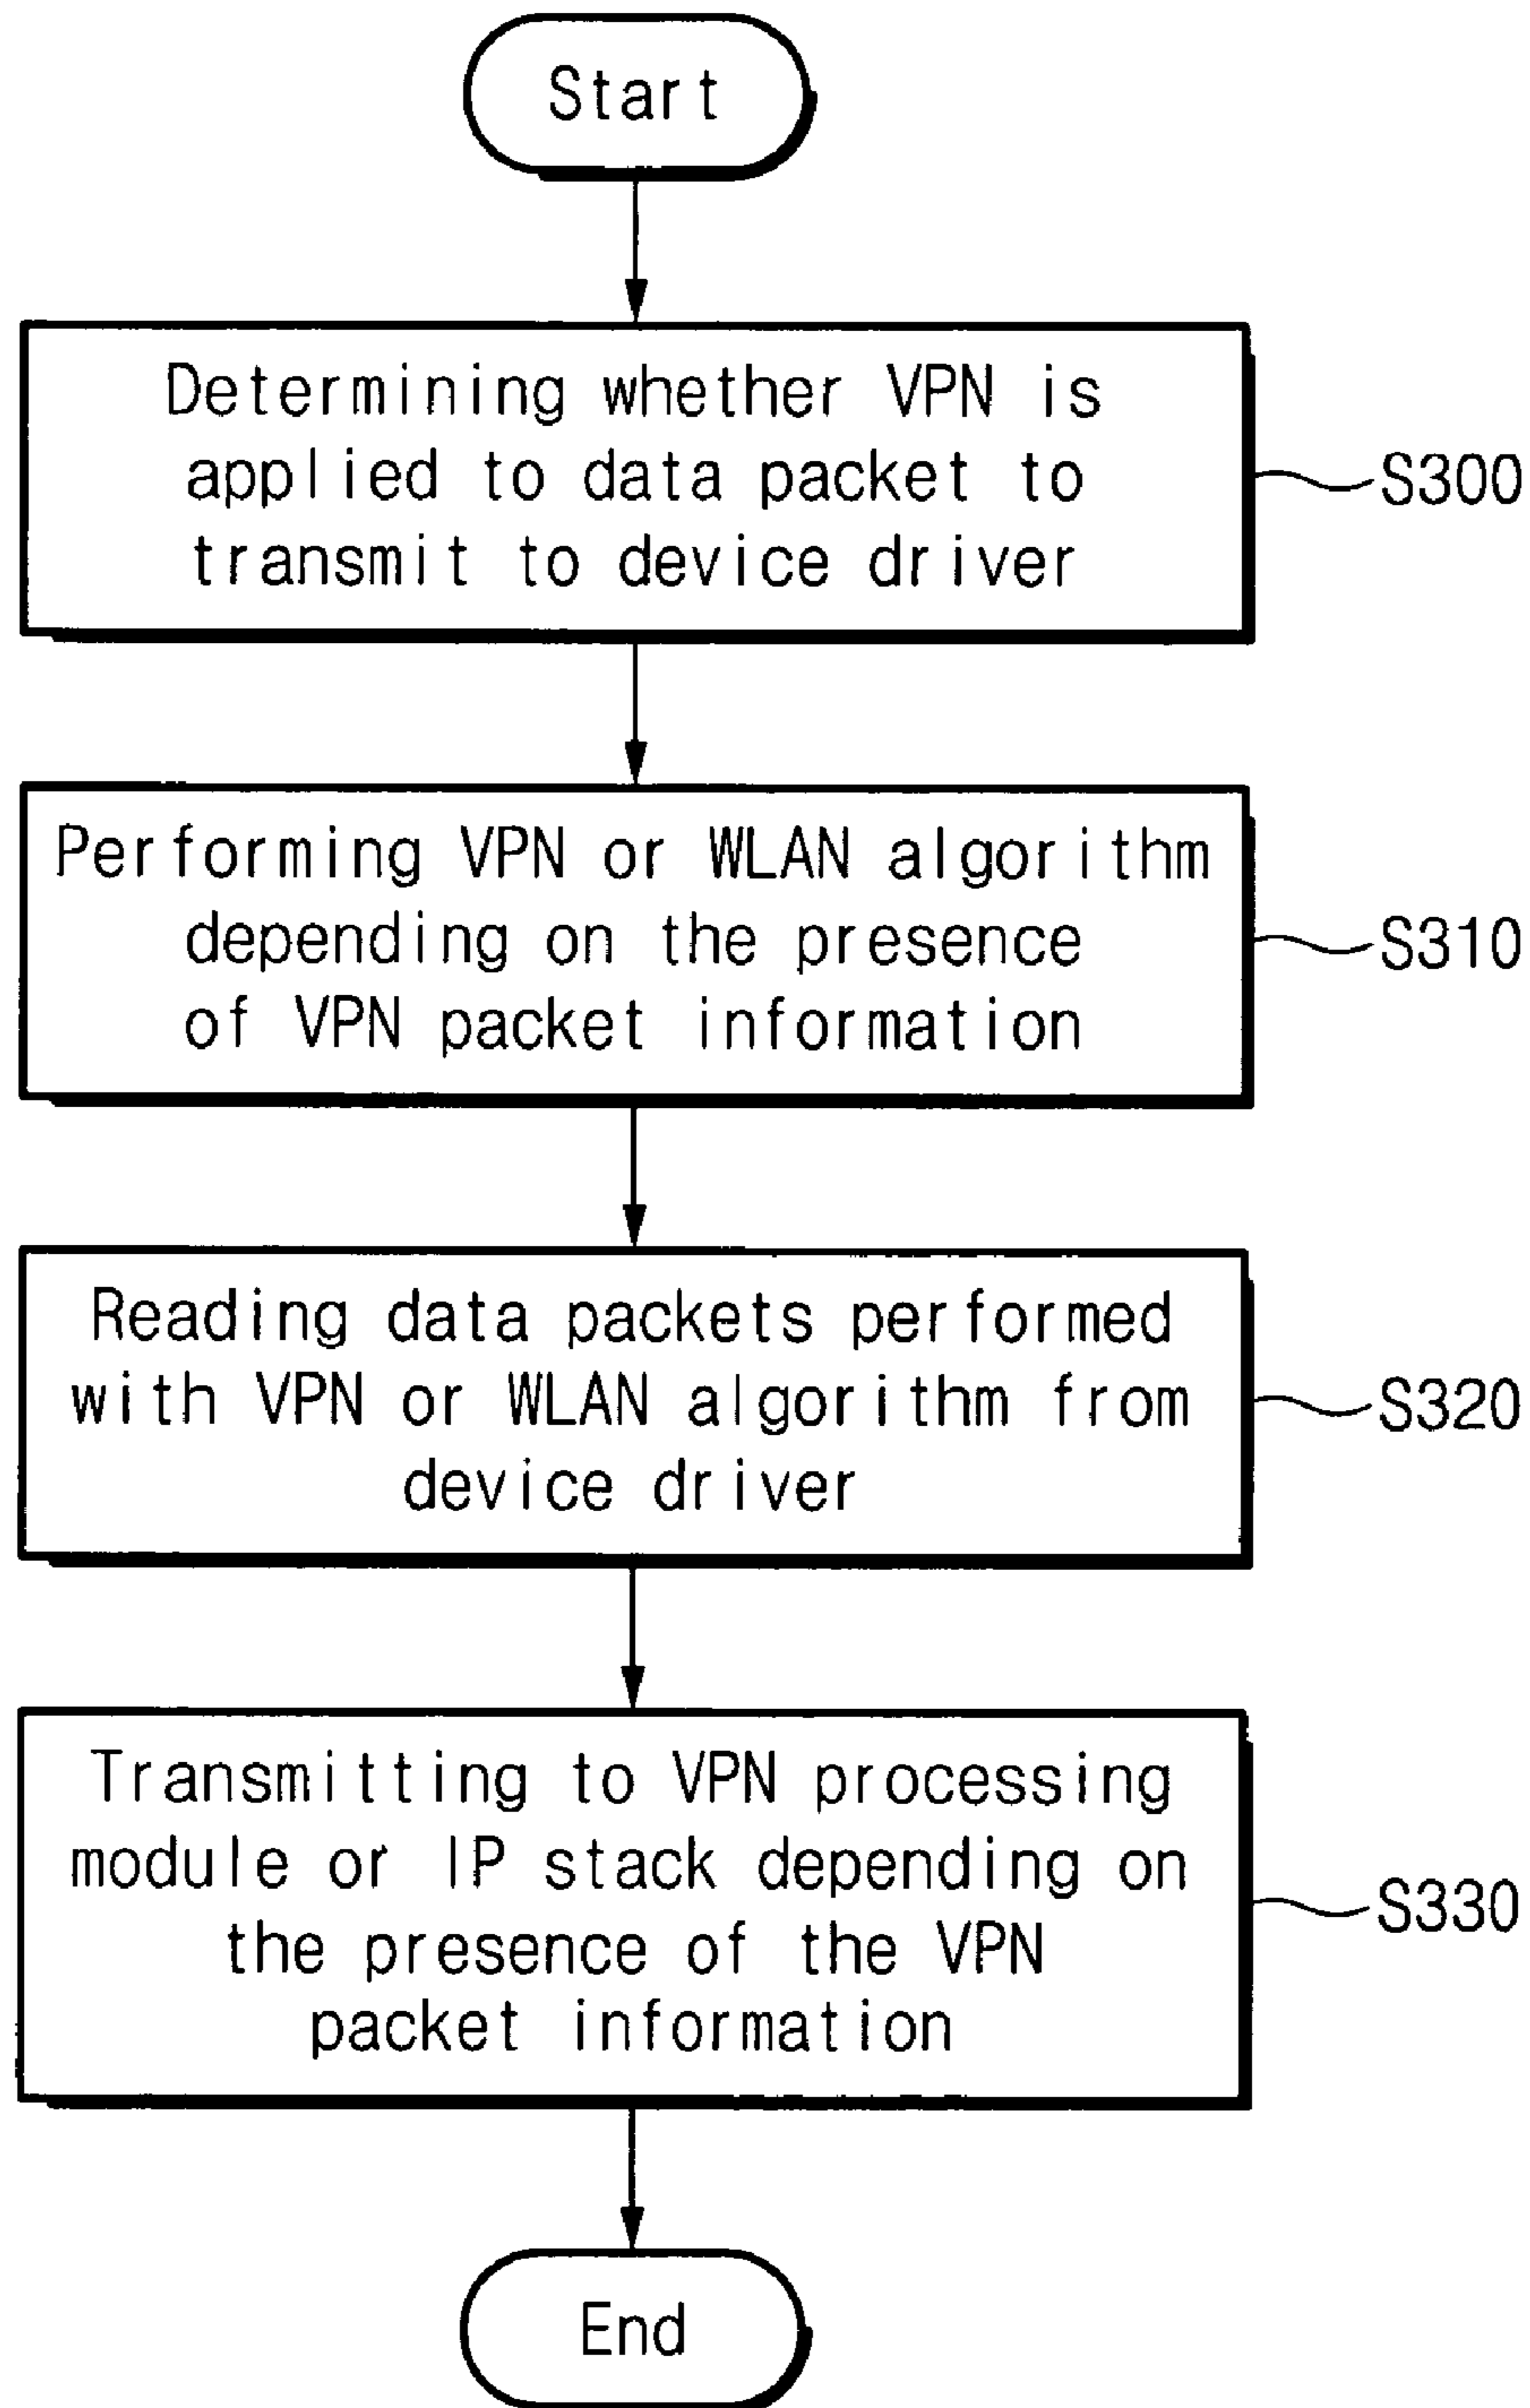 Start
Determining whether VPN is
applied to data packet to
transmit to device driver
S300
Performing VPN or WLAN algorithm
depending on the presence
of VPN packet information
S310
Reading data packets performed
with VPN or WLAN algorithm from
device driver
S320
Transmitting to VPN processing
module or IP stack depending on
the presence of the VPN
packet information
S330
End